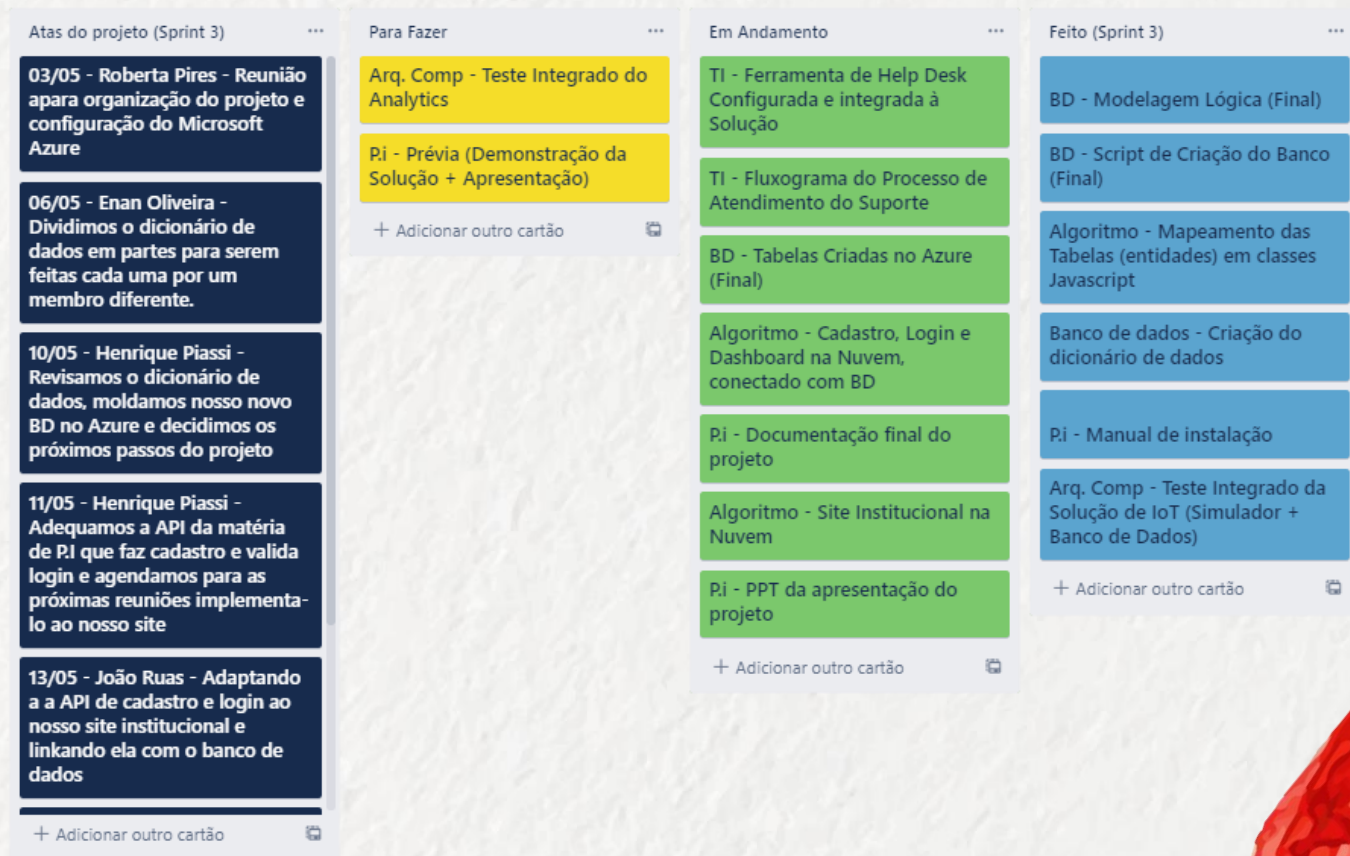 Atas do projeto (Sprint 3)
03/05 - Roberta Pires - Reunião
apara organização do projeto e
configuração do Microsoft
Azure
06/05 - Enan Oliveira -
Dividimos o dicionário de
dados em partes para serem
feitas cada uma por um
membro diferente.
10/05 - Henrique Piassi -
Revisamos o dicionário de
dados, moldamos nosso novo
BD no Azure e decidimos os
próximos passos do projeto
11/05 - Henrique Piassi -
Adequamos a API da matéria
de P.I que faz cadastro e valida
login e agendamos para as
próximas reuniões implementa-
lo ao nosso site
13/05 - João Ruas - Adaptando
a a API de cadastro e login ao
nosso site institucional e
linkando ela com o banco de
dados
+ Adicionar outro cartão
Para Fazer
Arq. Comp - Teste Integrado do
Analytics
P.i - Prévia (Demonstração da
Solução + Apresentação)
+ Adicionar outro cartão
Em Andamento
TI - Ferramenta de Help Desk
Configurada e integrada à
Solução
TI - Fluxograma do Processo de
Atendimento do Suporte
BD - Tabelas Criadas no Azure
(Final)
Algoritmo - Cadastro, Login e
Dashboard na Nuvem,
conectado com BD
P.i - Documentação final do
projeto
Algoritmo - Site Institucional na
Nuvem
P.i - PPT da apresentação do
projeto
+ Adicionar outro cartão
Feito (Sprint 3)
BD - Modelagem Lógica (Final)
BD - Script de Criação do Banco
(Final)
Algoritmo - Mapeamento das
Tabelas (entidades) em classes
Javascript
Banco de dados - Criação do
dicionário de dados
P.i - Manual de instalação
Arq. Comp - Teste Integrado da
Solução de IoT (Simulador +
Banco de Dados)
+ Adicionar outro cartão